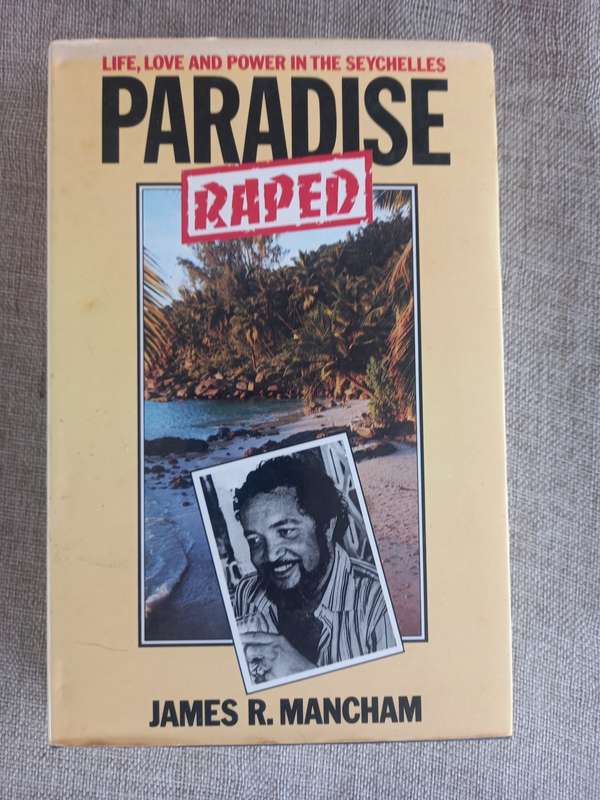 LIFE, LOVE AND POWER IN THE SEYCHELLES
PARADISE
RAPED
JAMES R. MANCHAM